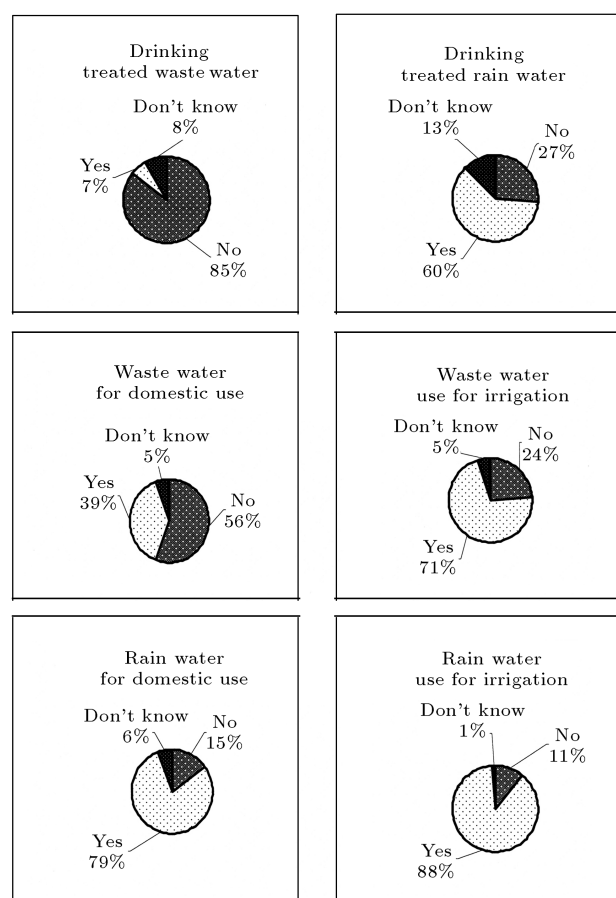 Drinking
treated waste water
Don't know
8%
Yes
7%
No
85%
Drinking
treated rain water
Don't know
13%
No
27%
Yes
60%
Waste water
for domestic use
Don't know
5%
Yes
39%
No
56%
Waste water
use for irrigation
Don't know
5%
No
24%
Yes
71%
Rain water
for domestic use
Don't know
6%
No
15%
Yes
79%
Rain water
use for irrigation
Don't know
1%
No
11%
Yes
88%